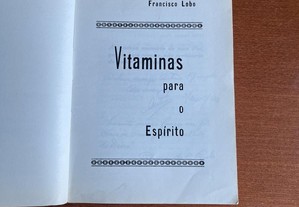 Francisco Lobo
Vitaminas
para
o
Espírito